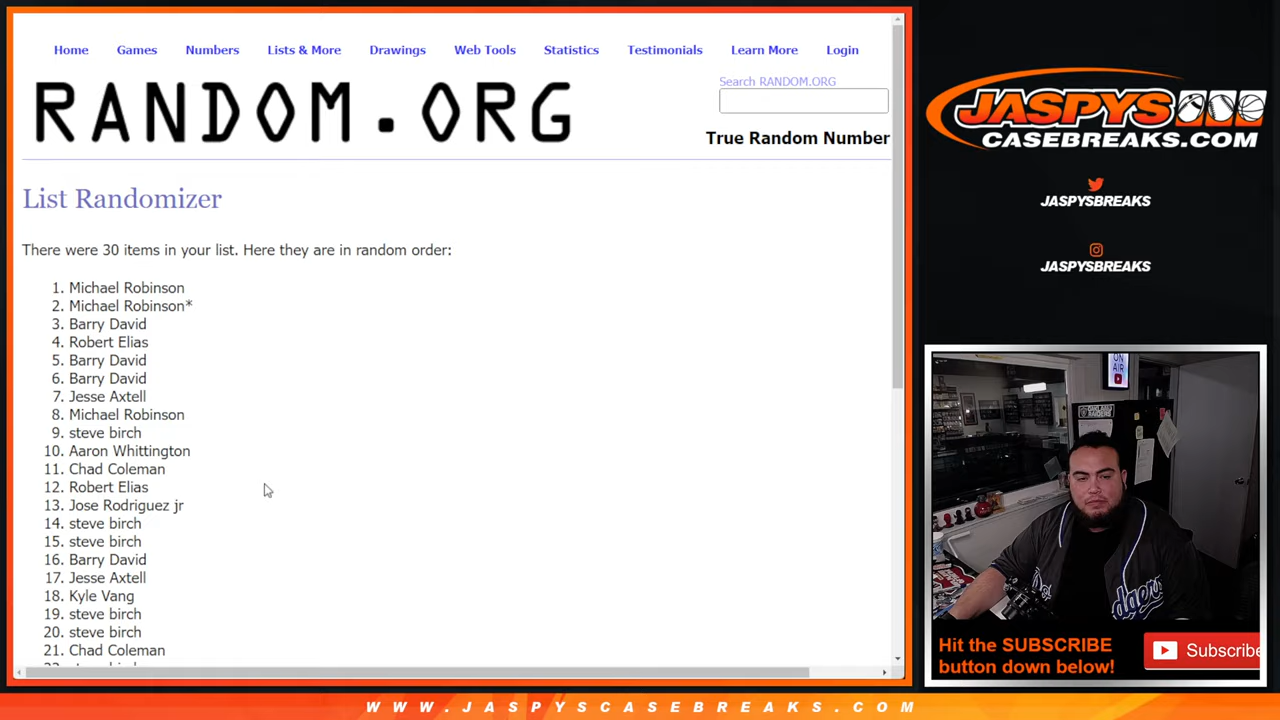 Home Games Numbers Lists & More Drawings Web Tools Statistics Testimonials Learn More Login
RANDOM.ORG
Search RANDOM.ORG
True Random Number
List Randomizer
There were 30 items in your list. Here they are in random order:
1. Michael Robinson
2. Michael Robinson*
3. Barry David
4. Robert Elias
5. Barry David
6. Barry David
7. Jesse Axtell
8. Michael Robinson
9. steve birch
10. Aaron Whittington
11. Chad Coleman
12. Robert Elias
13. Jose Rodriguez jr
14. steve birch
15. steve birch
16. Barry David
17. Jesse Axtell
18. Kyle Vang
19. steve birch
20. steve birch
21. Chad Coleman
JASPYS
CASEBREAKS.COM
JASPYSBREAKS
JASPYSBREAKS
ON
AIR
Hit the SUBSCRIBE
button down below!
Subscribe
WWW.JASPYSCASEBREAKS.COM